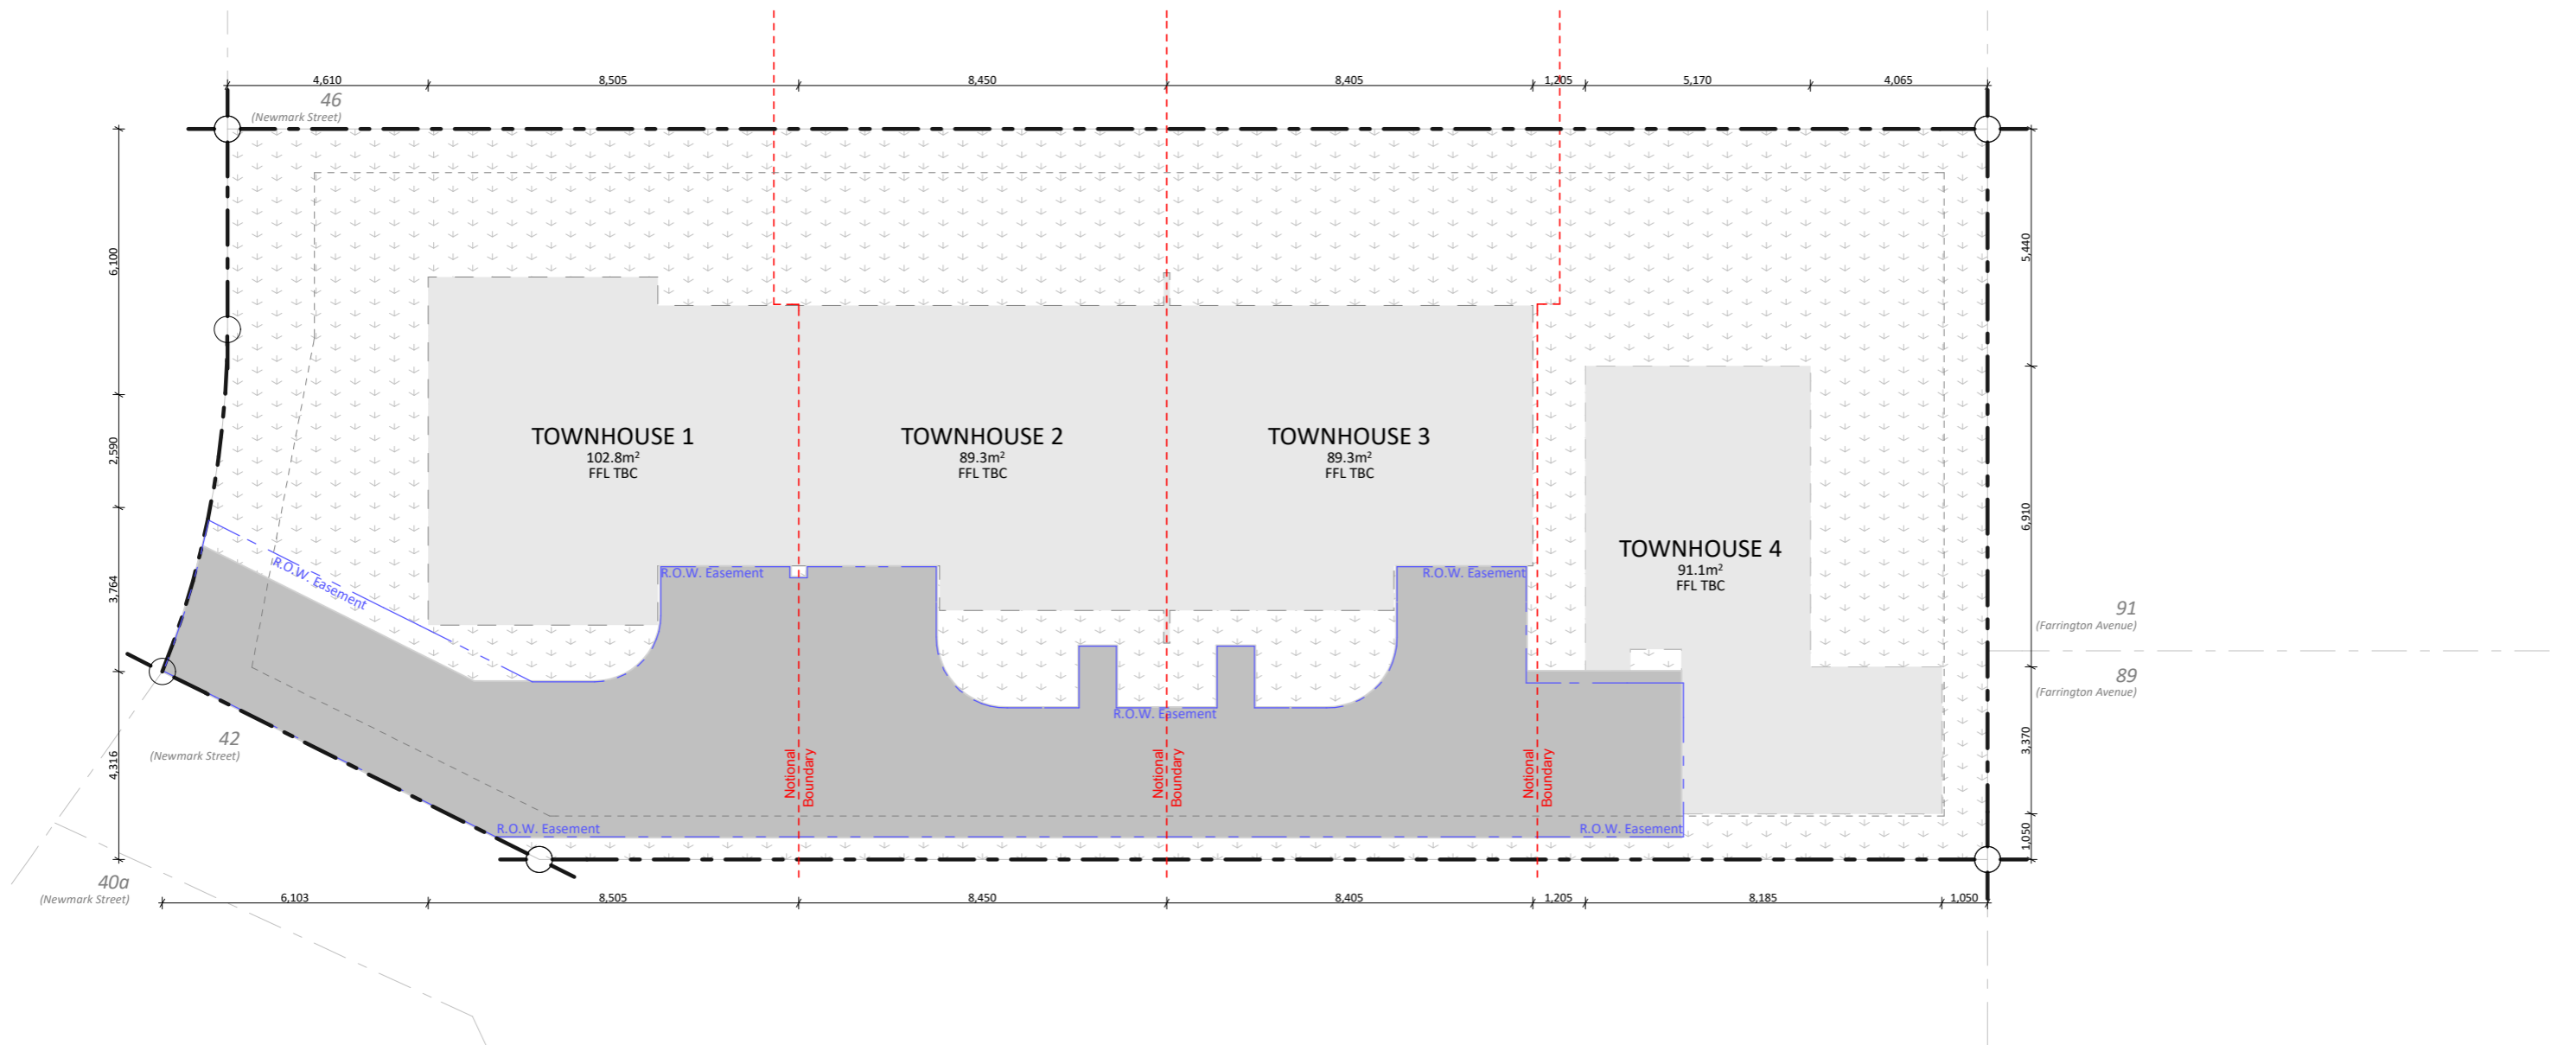 4,610
8,505
8,450
8,405
1,205
5,170
4,065
46
(Newmark Street)
6,100
5,440
2,590
TOWNHOUSE 1
102.8m²
FFL TBC
TOWNHOUSE 2
89.3m²
FFL TBC
TOWNHOUSE 3
89.3m²
FFL TBC
6,910
TOWNHOUSE 4
91.1m²
FFL TBC
3,764
R.O.W. Easement
R.O.W. Easement
R.O.W. Easement
91
(Farrington Avenue)
89
(Farrington Avenue)
R.O.W. Easement
42
(Newmark Street)
4,316
Notional
Boundary
Notional
Boundary
Notional
Boundary
3,370
R.O.W. Easement
R.O.W. Easement
1,050
40a
(Newmark Street)
6,103
8,505
8,450
8,405
1,205
8,185
1,050